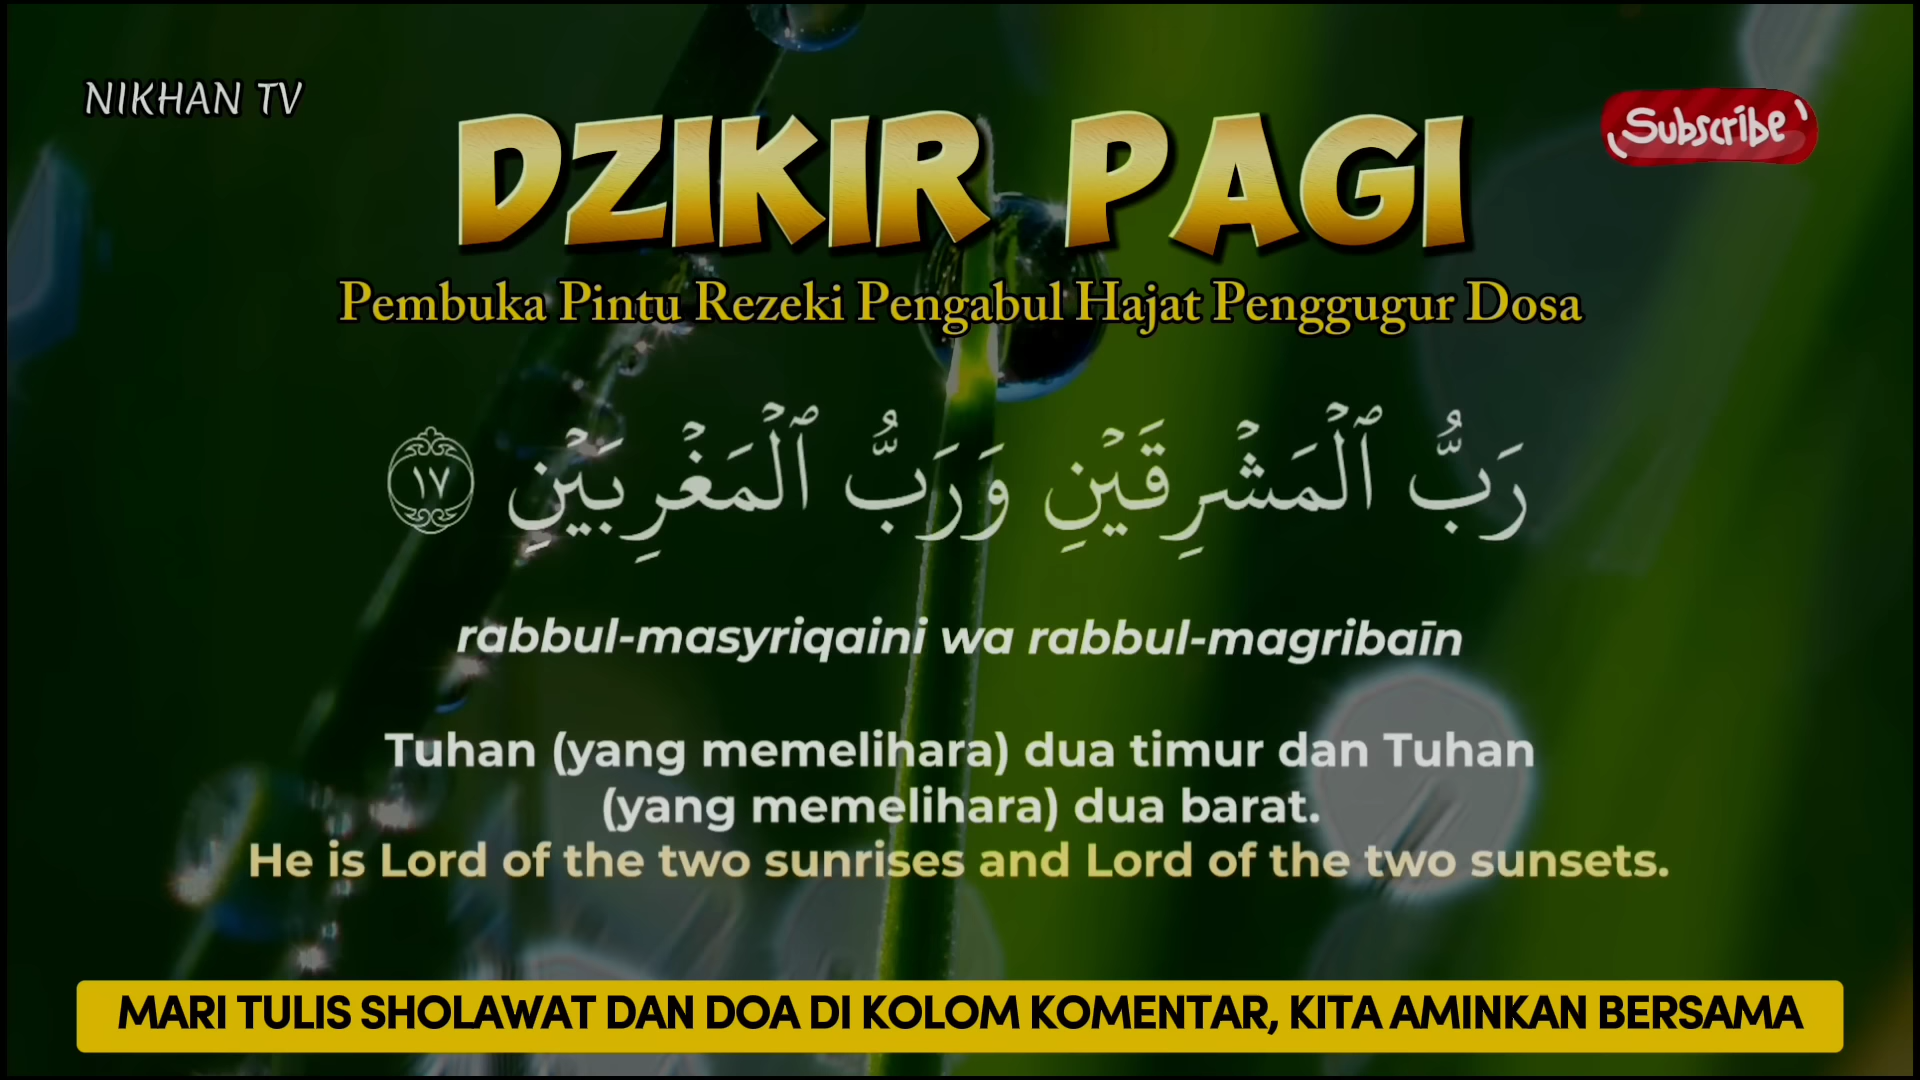 NIKHAN TV
Subscribe
DZIKIR PAGI
Pembuka Pintu Rezeki Pengabul Hajat Penggugur Dosa
رَبُّ ٱلْمَشْرِقَيْنِ وَرَبُّ ٱلْمَغْرِبَيْنِ ١٧
rabbul-masyriqaini wa rabbul-magribaīn
Tuhan (yang memelihara) dua timur dan Tuhan
(yang memelihara) dua barat.
He is Lord of the two sunrises and Lord of the two sunsets.
MARI TULIS SHOLAWAT DAN DOA DI KOLOM KOMENTAR, KITA AMINKAN BERSAMA